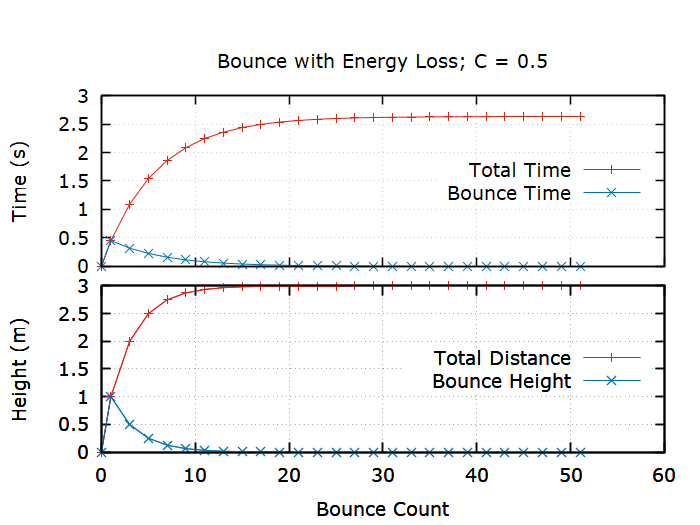 Bounce with Energy Loss; C = 0.5
3
2.5
2
1.5
1
0.5
0
Time (s)
Total Time
Bounce Time
3
2.5
2
1.5
1
0.5
0
Height (m)
Total Distance
Bounce Height
0 10 20 30 40 50 60
Bounce Count